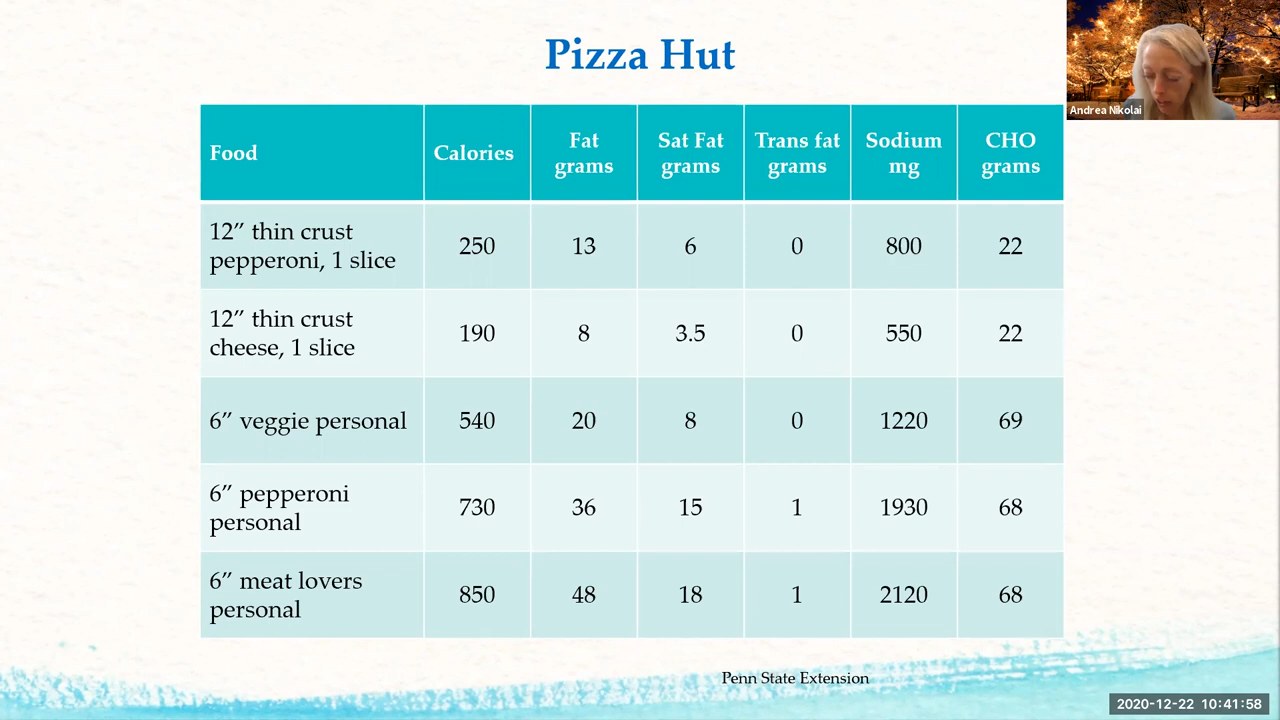 Pizza Hut
Andrea Nikolai
Food
Calories
Fat
grams
Sat Fat
grams
Trans fat
grams
Sodium
mg
CHO
grams
12” thin crust
pepperoni, 1 slice
250
13
6
0
800
22
12” thin crust
cheese, 1 slice
190
8
3.5
0
550
22
6” veggie personal
540
20
8
0
1220
69
6” pepperoni
personal
730
36
15
1
1930
68
6” meat lovers
personal
850
48
18
1
2120
68
Penn State Extension
2020-12-22 10:41:58